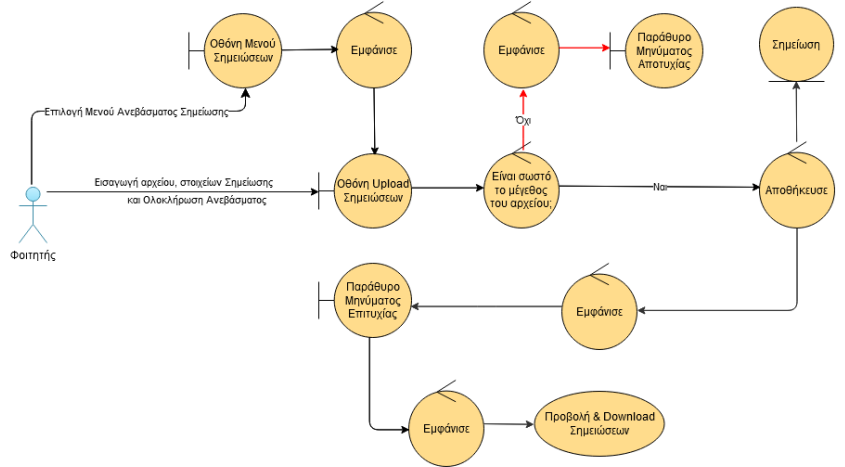 Οθόνη Μενού
Σημειώσεων
Εμφάνισε
Εμφάνισε
Παράθυρο
Μηνύματος
Αποτυχίας
Σημείωση
Επιλογή Μενού Ανεβάσματος Σημείωσης
Όχι
Εισαγωγή αρχείου, στοιχείων Σημείωσης
και Ολοκλήρωση Ανεβάσματος
Οθόνη Upload
Σημειώσεων
Είναι σωστό
το μέγεθος
του αρχείου;
Ναι
Αποθήκευσε
Φοιτητής
Παράθυρο
Μηνύματος
Επιτυχίας
Εμφάνισε
Εμφάνισε
Προβολή & Download
Σημειώσεων